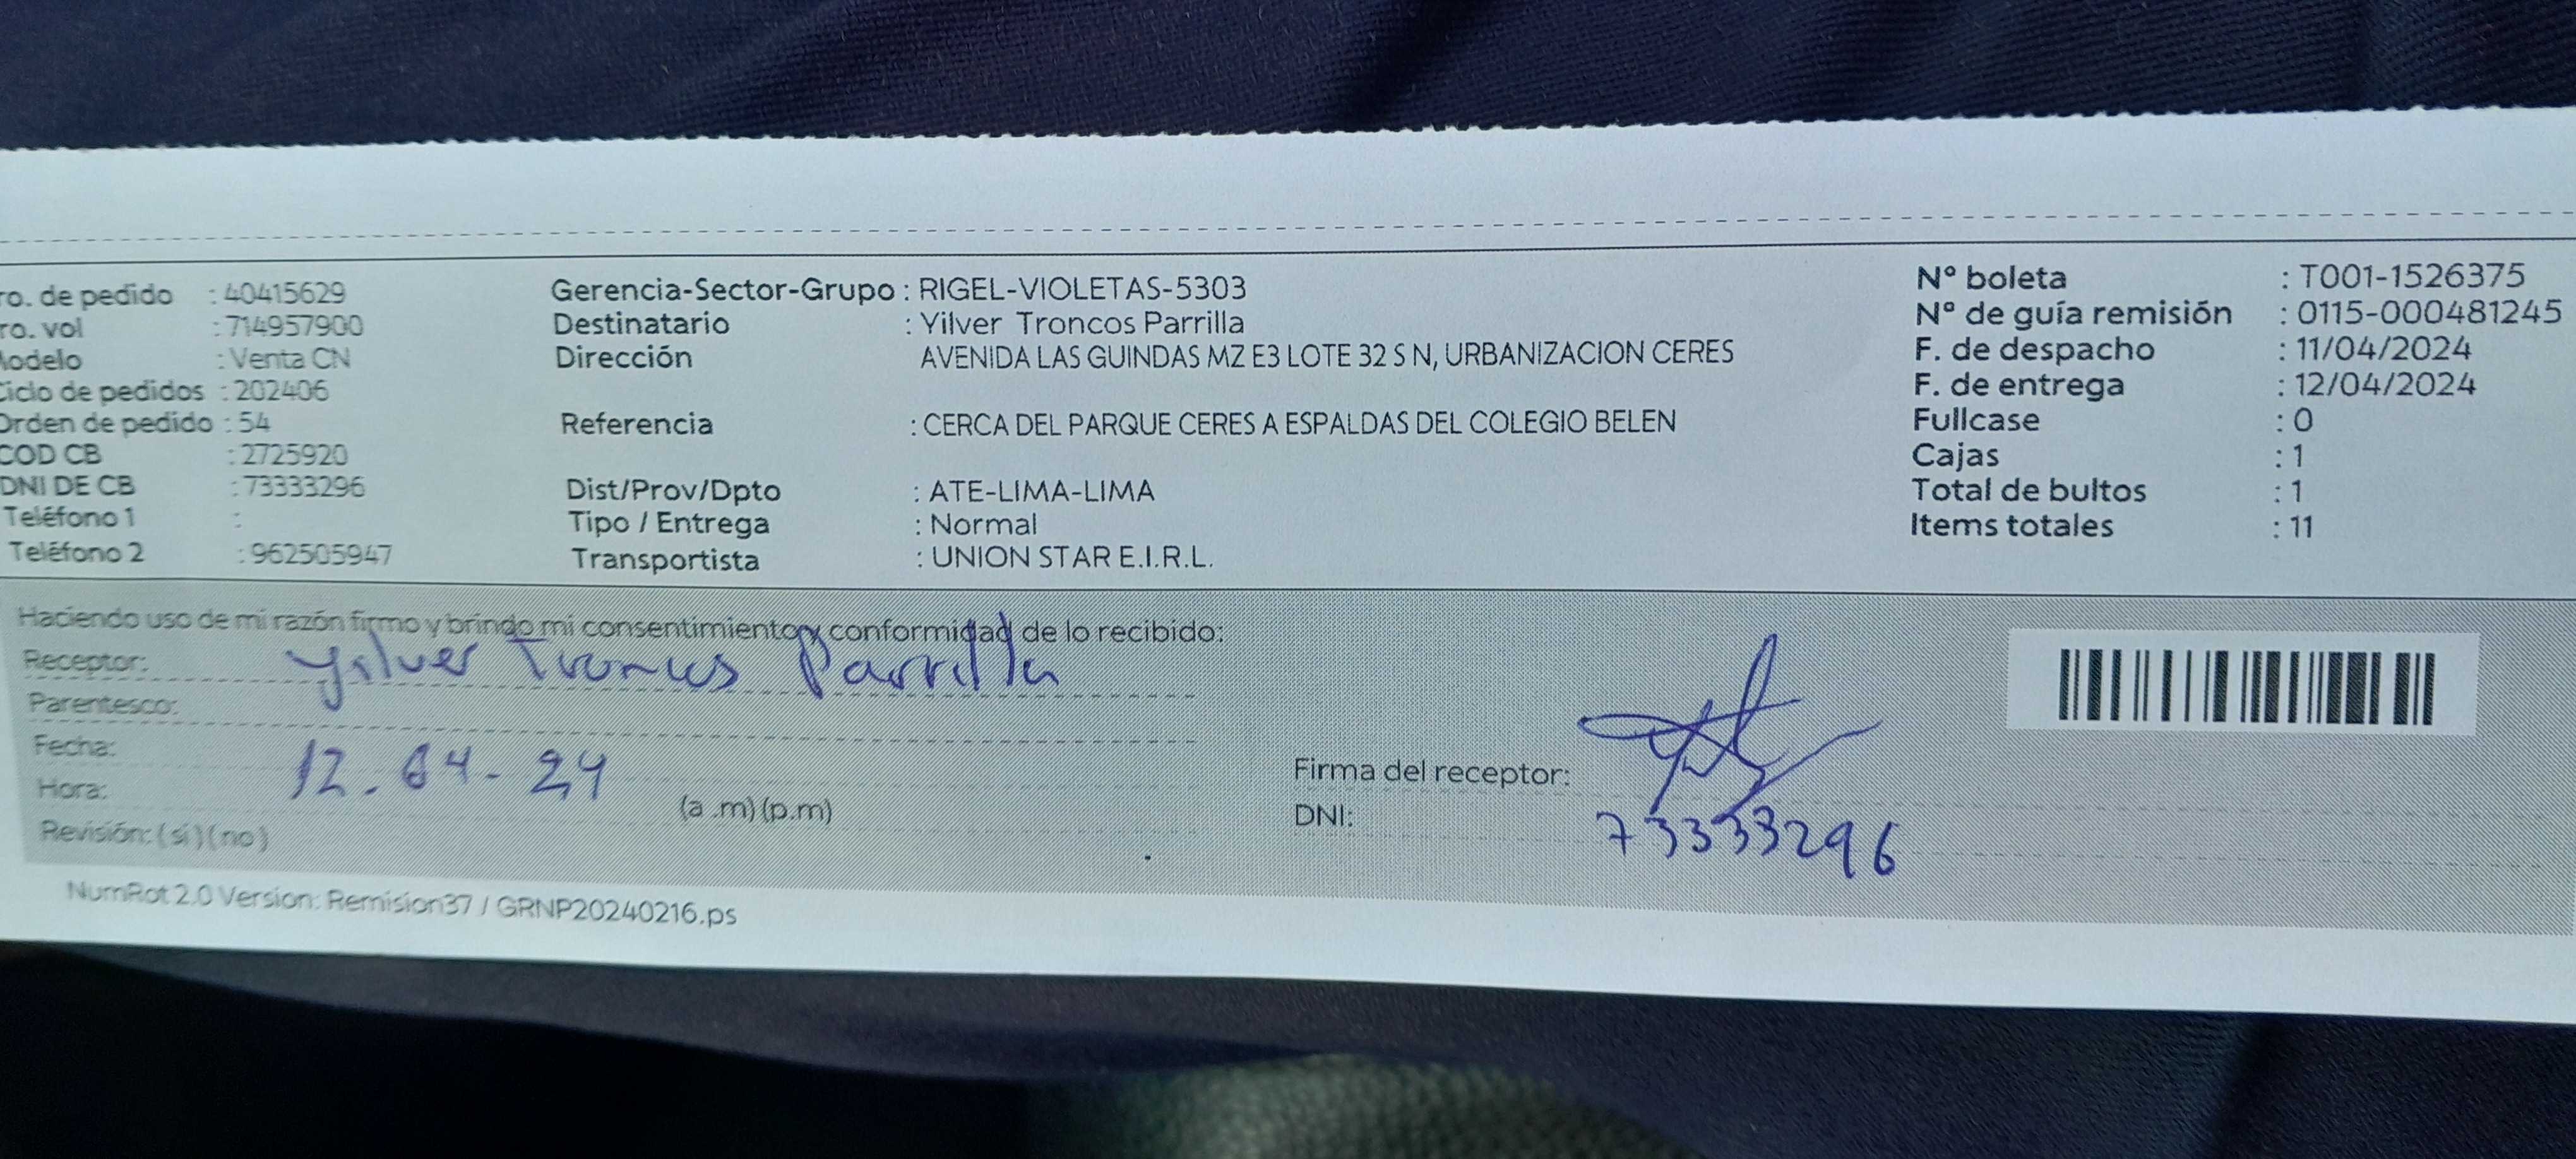 ro. de pedido : 40415629
ro. vol : 714957900
Modelo : Venta CN
Ciclo de pedidos : 202406
Orden de pedido : 54
COD CB : 2725920
DNI DE CB : 73333296
Teléfono 1 :
Teléfono 2 : 962505947
Gerencia-Sector-Grupo : RIGEL-VIOLETAS-5303
Destinatario : Yilver Troncos Parrilla
Dirección AVENIDA LAS GUINDAS MZ E3 LOTE 32 S N, URBANIZACION CERES
Referencia : CERCA DEL PARQUE CERES A ESPALDAS DEL COLEGIO BELEN
Dist/Prov/Dpto : ATE-LIMA-LIMA
Tipo / Entrega : Normal
Transportista : UNION STAR E.I.R.L.
N° boleta : T001-1526375
N° de guía remisión : 0115-000481245
F. de despacho : 11/04/2024
F. de entrega : 12/04/2024
Fullcase : 0
Cajas : 1
Total de bultos : 1
Items totales : 11
Haciendo uso de mi razón firmo y brindo mi consentimiento y conformidad de lo recibido:
Receptor: Yilver Troncos Parrilla
Parentesco:
Fecha: 12.04-24
Hora: (a .m) (p.m)
Revisión: (si) (no)
Firma del receptor:
DNI: 73333296
NumRot 2.0 Version: Remision37 / GRNP20240216.ps